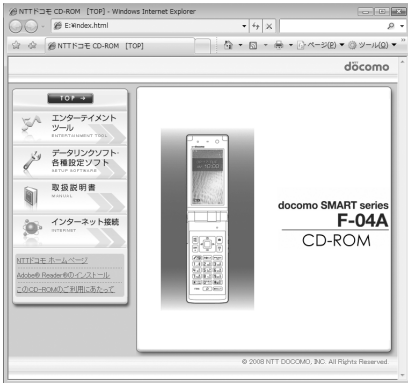 NTTドコモ CD-ROM [TOP] - Windows Internet Explorer
E:¥index.html
NTTドコモ CD-ROM [TOP]
ページ(P)
ツール(O)
döcomo
TOP →
エンターテイメント
ツール
ENTERTAINMENT TOOL
データリンクソフト・
各種設定ソフト
SETUP SOFTWARE
取扱説明書
MANUAL
インターネット接続
INTERNET
NTTドコモ ホームページ
Adobe® Reader®のインストール
このCD-ROMのご利用にあたって
docomo SMART series
F-04A
CD-ROM
© 2008 NTT DOCOMO, INC. All Rights Reserved.